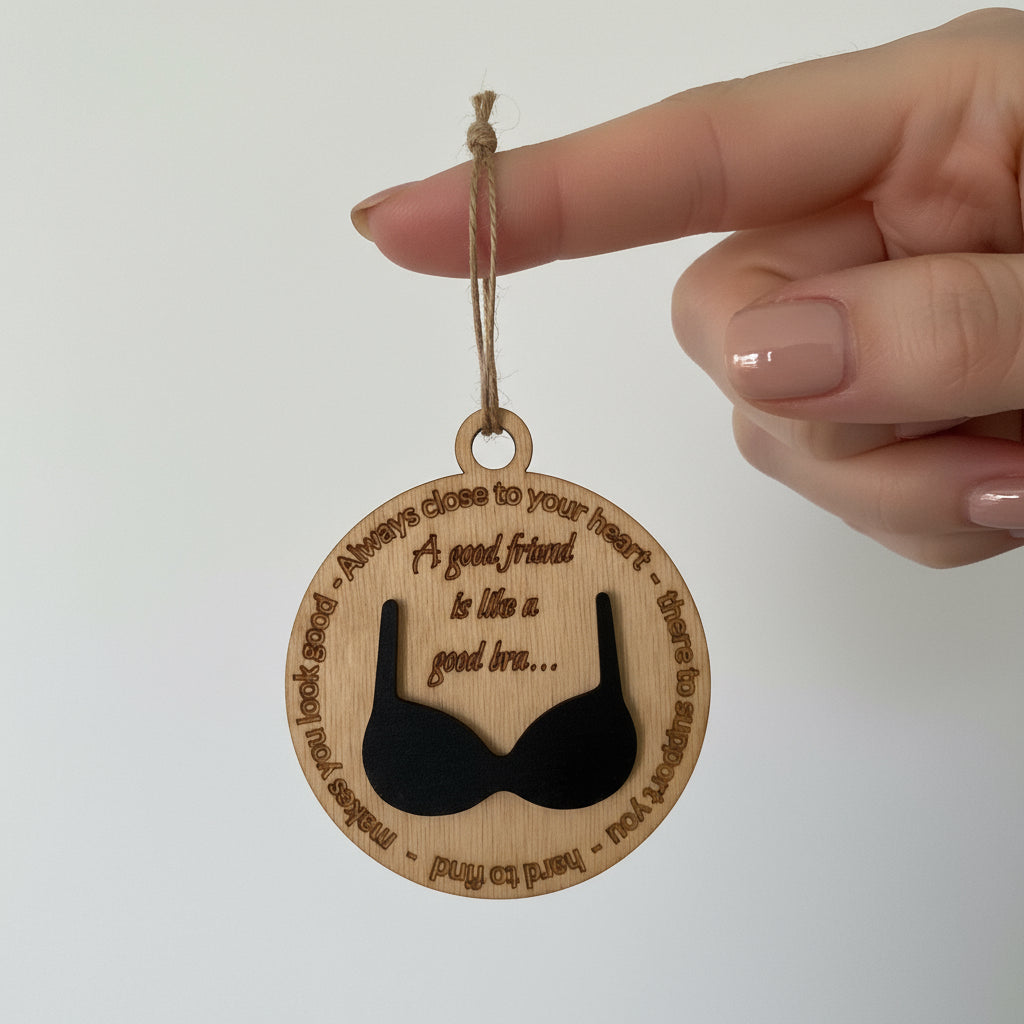 A good friend
is like a
good bra...
Always close to your heart - there to support you - hard to find - makes you look good -